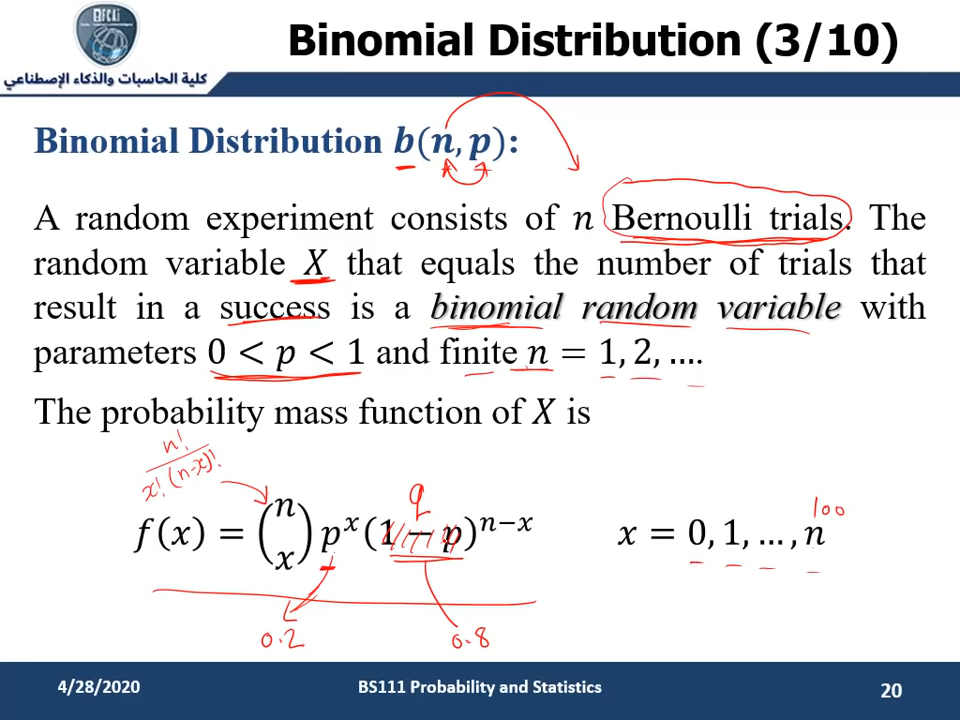 BFCAI
كلية الحاسبات والذكاء الإصطناعي
Binomial Distribution (3/10)
Binomial Distribution b(n, p):
A random experiment consists of n Bernoulli trials. The
random variable X that equals the number of trials that
result in a success is a binomial random variable with
parameters 0 < p < 1 and finite n = 1, 2, ….
The probability mass function of X is
n!
x! (n-x)!
q
100
f(x) = (n x) p^x (1 − p)^{n−x} x = 0, 1, … , n
0.2 0.8
4/28/2020 BS111 Probability and Statistics 20